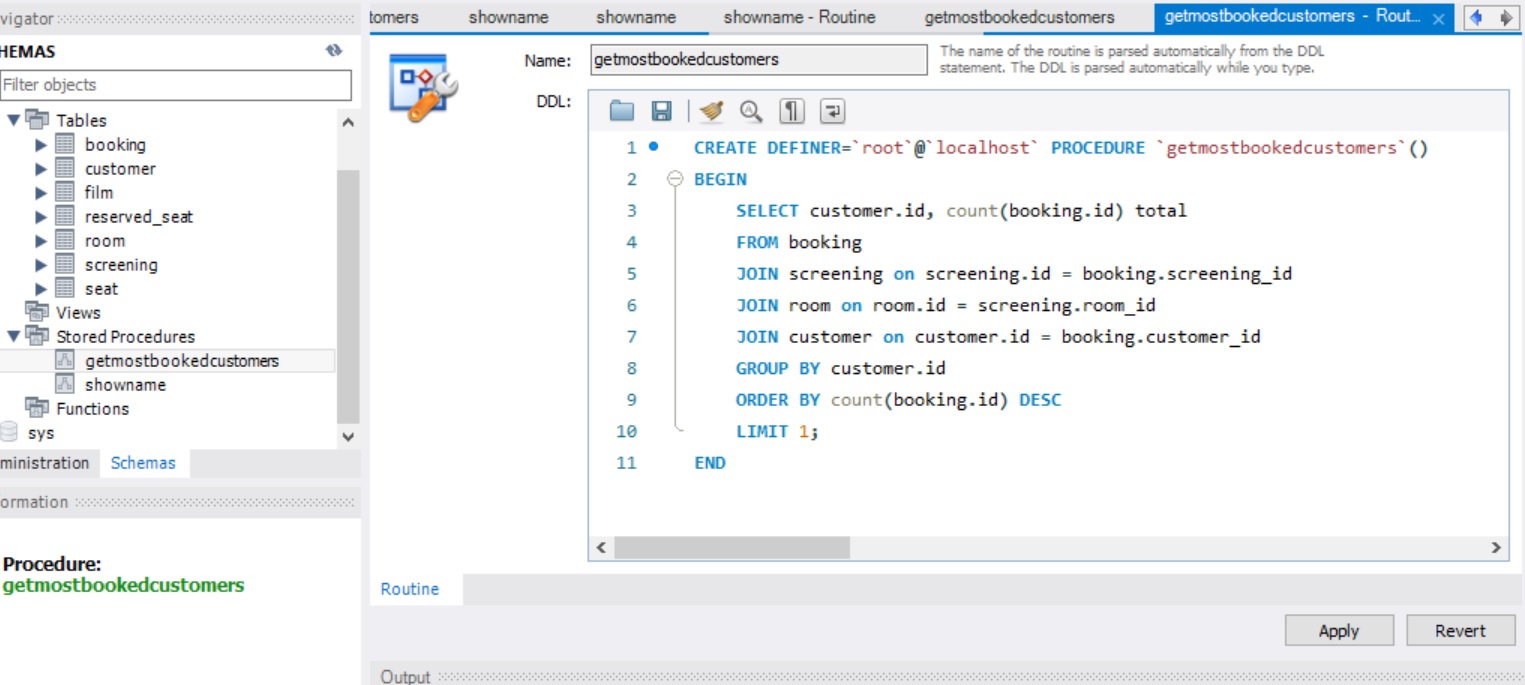 vigator
HEMAS
Filter objects
Tables
booking
customer
film
reserved_seat
room
screening
seat
Views
Stored Procedures
getmostbookedcustomers
showname
Functions
sys
ministration Schemas
ormation
Procedure:
getmostbookedcustomers
tomers showname showname showname - Routine getmostbookedcustomers getmostbookedcustomers - Rout...
Name: getmostbookedcustomers
The name of the routine is parsed automatically from the DDL
statement. The DDL is parsed automatically while you type.
DDL:
1 CREATE DEFINER=`root`@`localhost` PROCEDURE `getmostbookedcustomers`()
2 BEGIN
3 SELECT customer.id, count(booking.id) total
4 FROM booking
5 JOIN screening on screening.id = booking.screening_id
6 JOIN room on room.id = screening.room_id
7 JOIN customer on customer.id = booking.customer_id
8 GROUP BY customer.id
9 ORDER BY count(booking.id) DESC
10 LIMIT 1;
11 END
Routine
Apply Revert
Output